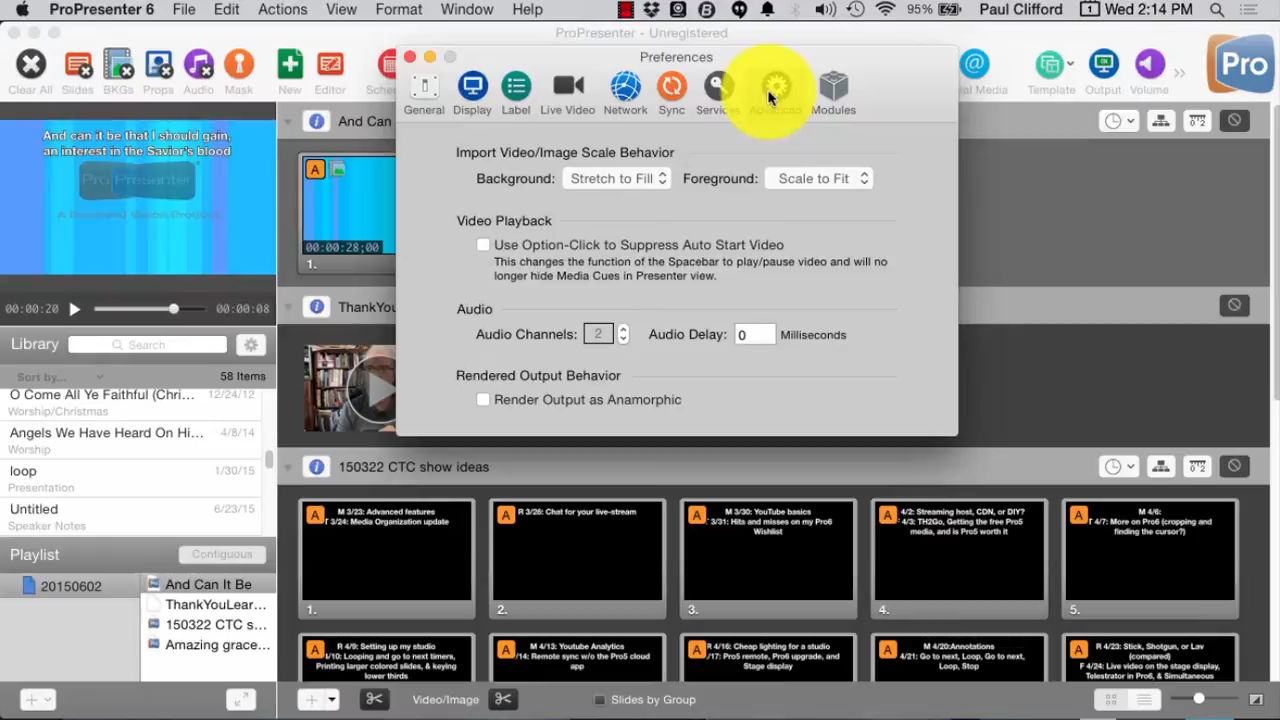 ProPresenter 6 File Edit Actions View Format Window Help 95% Paul Clifford Wed 2:14 PM
ProPresenter - Unregistered
Preferences
Clear All Slides BKGs Props Audio Mask New Editor Template Output Volume
Pro
General Display Label Live Video Network Sync Services Advanced Modules
And can it be that I should gain,
an interest in the Savior's blood
ProPresenter
A Renewed Vision Product
00:00:20 00:00:08
Library Search
Sort by... 58 Items
O Come All Ye Faithful (Chri... 12/24/12
Worship/Christmas
Angels We Have Heard On Hi... 4/8/14
Worship
loop 1/30/15
Presentation
Untitled 6/23/15
Speaker Notes
Playlist Contiguous
20150602
And Can It Be
ThankYouLear...
150322 CTC s...
Amazing grace...
And Can
A
00:00:28;00
1.
ThankYou
Import Video/Image Scale Behavior
Background: Stretch to Fill Foreground: Scale to Fit
Video Playback
Use Option-Click to Suppress Auto Start Video
This changes the function of the Spacebar to play/pause video and will no
longer hide Media Cues in Presenter view.
Audio
Audio Channels: 2 Audio Delay: 0 Milliseconds
Rendered Output Behavior
Render Output as Anamorphic
150322 CTC show ideas
A
M 3/23: Advanced features
T 3/24: Media Organization update
1.
A
R 3/26: Chat for your live-stream
2.
A
M 3/30: YouTube basics
3/31: Hits and misses on my Pro6
Wishlist
3.
A
4/2: Streaming host, CDN, or DIY?
4/3: TH2Go, Getting the free Pro5
media, and is Pro5 worth it
4.
A
M 4/6:
T 4/7: More on Pro6 (cropping and
finding the cursor?)
5.
A
R 4/9: Setting up my studio
4/10: Looping and go to next timers,
Printing larger colored slides, & keying
lower thirds
A
M 4/13: Youtube Analytics
/14: Remote sync w/o the Pro5 cloud
app
A
R 4/16: Cheap lighting for a studio
/17: Pro5 remote, Pro6 upgrade, and
Stage display
A
M 4/20:Annotations
4/21: Go to next, Loop, Go to next,
Loop, Stop
A
R 4/23: Stick, Shotgun, or Lav
(compared)
F 4/24: Live video on the stage display,
Telestrator in Pro6, & Simultaneous
Video/Image Slides by Group